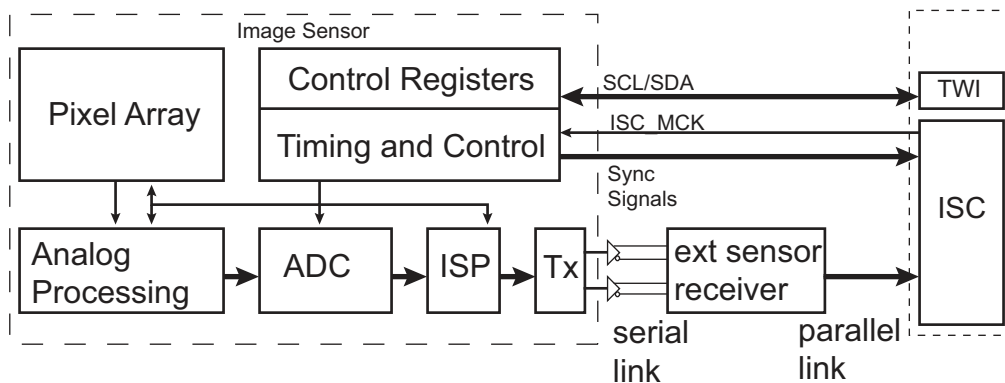 Image Sensor
Pixel Array
Control Registers
Timing and Control
SCL/SDA
TWI
ISC_MCK
Sync
Signals
ISC
Analog
Processing
ADC
ISP
Tx
ext sensor
receiver
serial
link
parallel
link